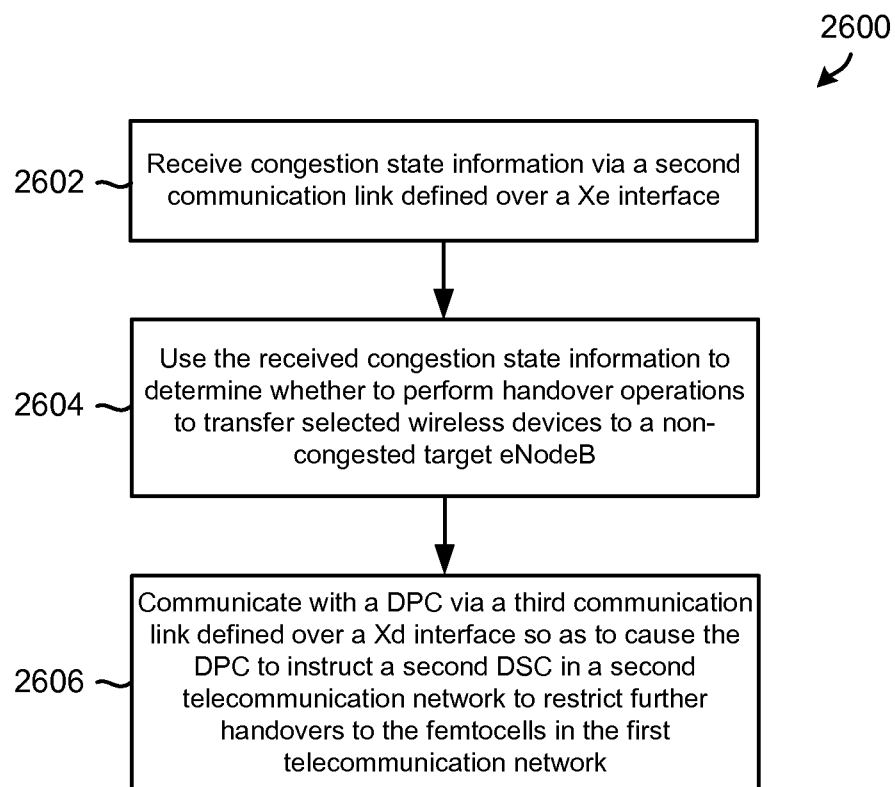 2600
2602
Receive congestion state information via a second
communication link defined over a Xe interface
2604
Use the received congestion state information to
determine whether to perform handover operations
to transfer selected wireless devices to a non-
congested target eNodeB
2606
Communicate with a DPC via a third communication
link defined over a Xd interface so as to cause the
DPC to instruct a second DSC in a second
telecommunication network to restrict further
handovers to the femtocells in the first
telecommunication network